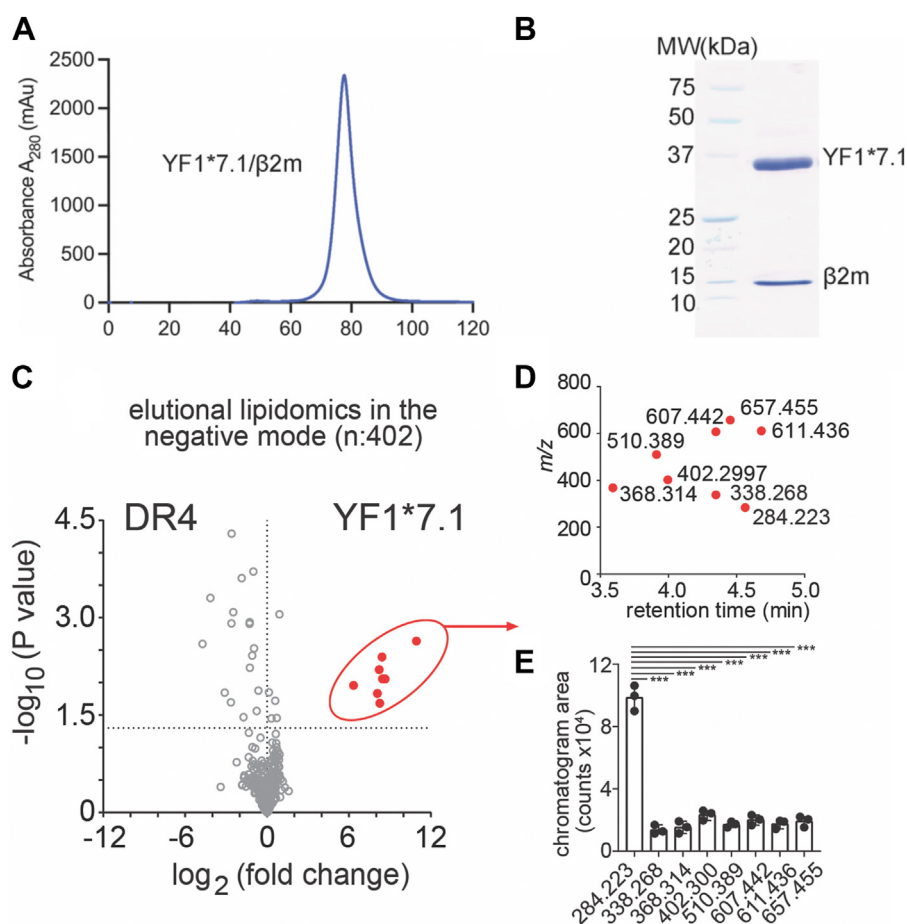 A
Absorbance A280 (mAu)
2500
2000
1500
1000
500
0
YF1*7.1/β2m
0 20 40 60 80 100 120
B
MW(kDa)
75
50
37
25
20
15
10
YF1*7.1
β2m
C
elutional lipidomics in the
negative mode (n:402)
DR4 YF1*7.1
-log10 (P value)
4.5
3.0
1.5
0
-12 -6 0 6 12
log2 (fold change)
D
m/z
800
600
400
200
0
607.442 657.455
510.389 611.436
402.2997
368.314 338.268
284.223
3.5 4.0 4.5 5.0
retention time (min)
E
chromatogram area
(counts x10^4)
12
8
4
0
***
***
***
***
***
***
***
284.223
338.268
368.314
402.300
510.389
607.442
611.436
657.455